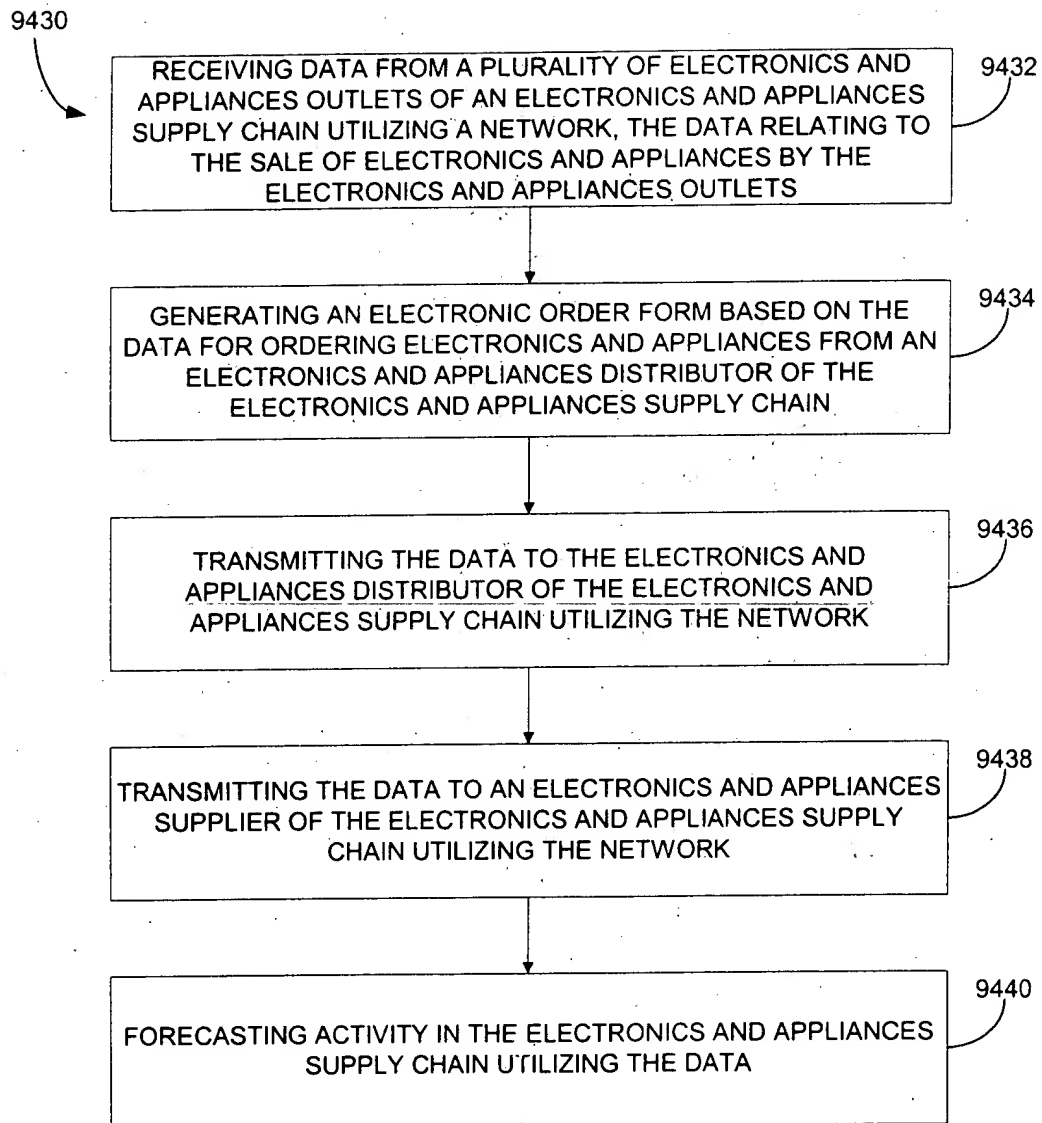 9430
RECEIVING DATA FROM A PLURALITY OF ELECTRONICS AND
APPLIANCES OUTLETS OF AN ELECTRONICS AND APPLIANCES
SUPPLY CHAIN UTILIZING A NETWORK, THE DATA RELATING TO
THE SALE OF ELECTRONICS AND APPLIANCES BY THE
ELECTRONICS AND APPLIANCES OUTLETS
9432
GENERATING AN ELECTRONIC ORDER FORM BASED ON THE
DATA FOR ORDERING ELECTRONICS AND APPLIANCES FROM AN
ELECTRONICS AND APPLIANCES DISTRIBUTOR OF THE
ELECTRONICS AND APPLIANCES SUPPLY CHAIN
9434
TRANSMITTING THE DATA TO THE ELECTRONICS AND
APPLIANCES DISTRIBUTOR OF THE ELECTRONICS AND
APPLIANCES SUPPLY CHAIN UTILIZING THE NETWORK
9436
TRANSMITTING THE DATA TO AN ELECTRONICS AND APPLIANCES
SUPPLIER OF THE ELECTRONICS AND APPLIANCES SUPPLY
CHAIN UTILIZING THE NETWORK
9438
FORECASTING ACTIVITY IN THE ELECTRONICS AND APPLIANCES
SUPPLY CHAIN UTILIZING THE DATA
9440